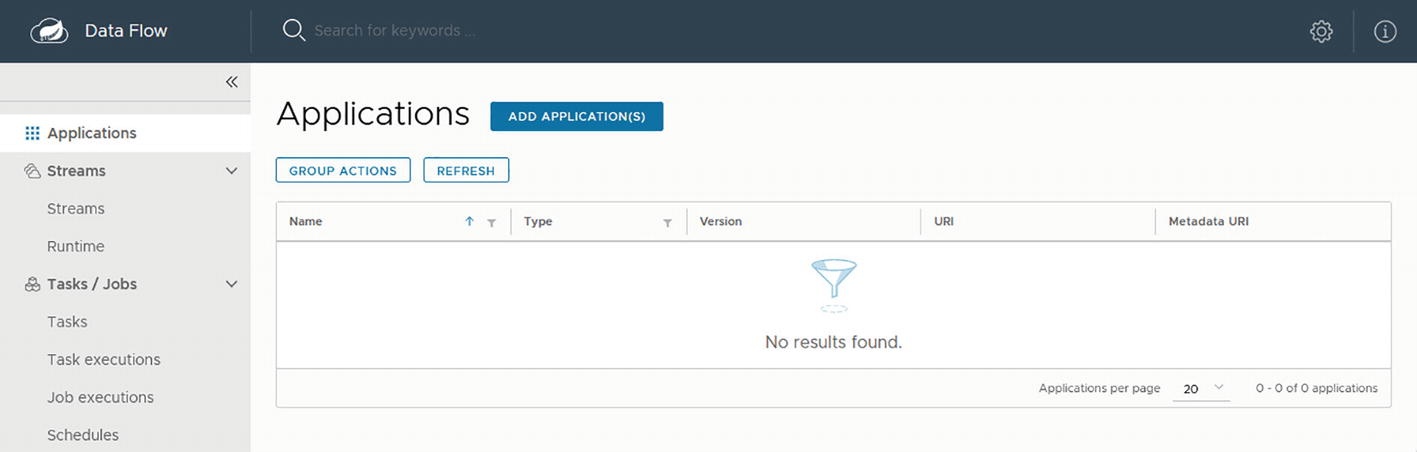 Data Flow
Search for keywords ...
Applications
Streams
Streams
Runtime
Tasks / Jobs
Tasks
Task executions
Job executions
Schedules
Applications ADD APPLICATION(S)
GROUP ACTIONS REFRESH
Name Type Version URI Metadata URI
No results found.
Applications per page 20 0 - 0 of 0 applications